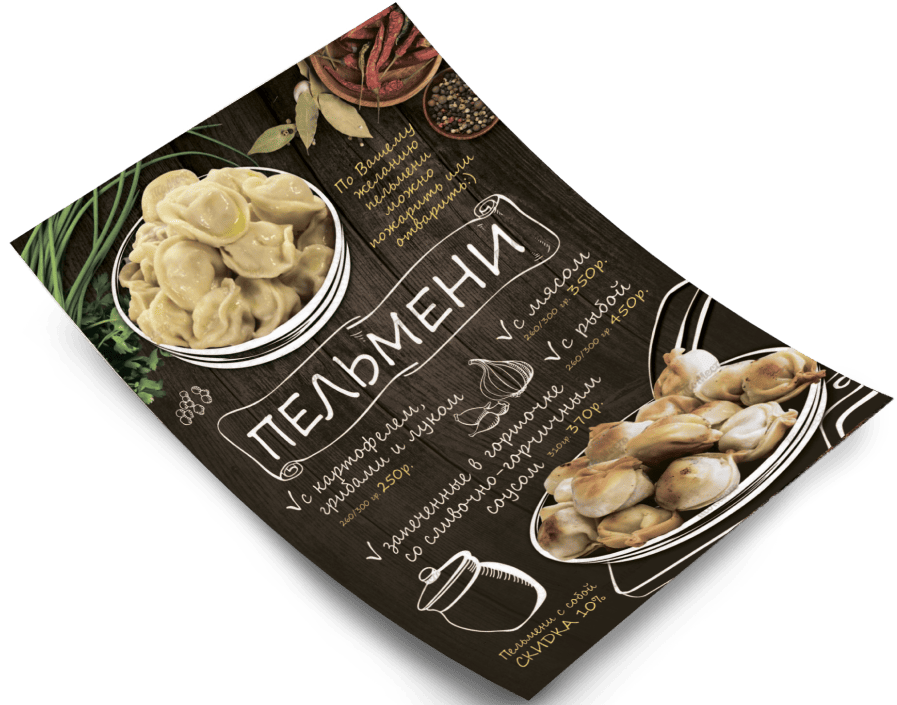 По Вашему
желанию
пельмени
можно
пожарить или
отварить:)
ПЕЛЬМЕНИ
с мясом
260/300 гр. 350р.
с рыбой
260/300 гр. 450р.
с картофелем,
грибами и луком
260/300 гр. 250р.
запеченные в горшочке
со сливочно-горчичным
соусом 310 гр. 370р.
Пельмени с собой
СКИДКА 10%